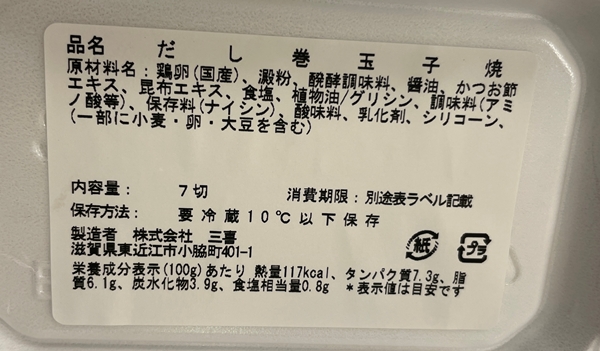 品名 だし巻玉子焼
原材料名：鶏卵(国産)、澱粉、醗酵調味料、醤油、かつお節
エキス、昆布エキス、食塩、植物油/グリシン、調味料(アミ
ノ酸等)、保存料(ナイシン)、酸味料、乳化剤、シリコーン、
(一部に小麦・卵・大豆を含む)
内容量： 7切 消費期限：別途表ラベル記載
保存方法： 要冷蔵10℃以下保存
製造者 株式会社 三喜
滋賀県東近江市小脇町401-1
紙 プラ
栄養成分表示(100g)あたり 熱量117kcal、タンパク質7.3g、脂
質6.1g、炭水化物3.9g、食塩相当量0.8g ＊表示値は目安です